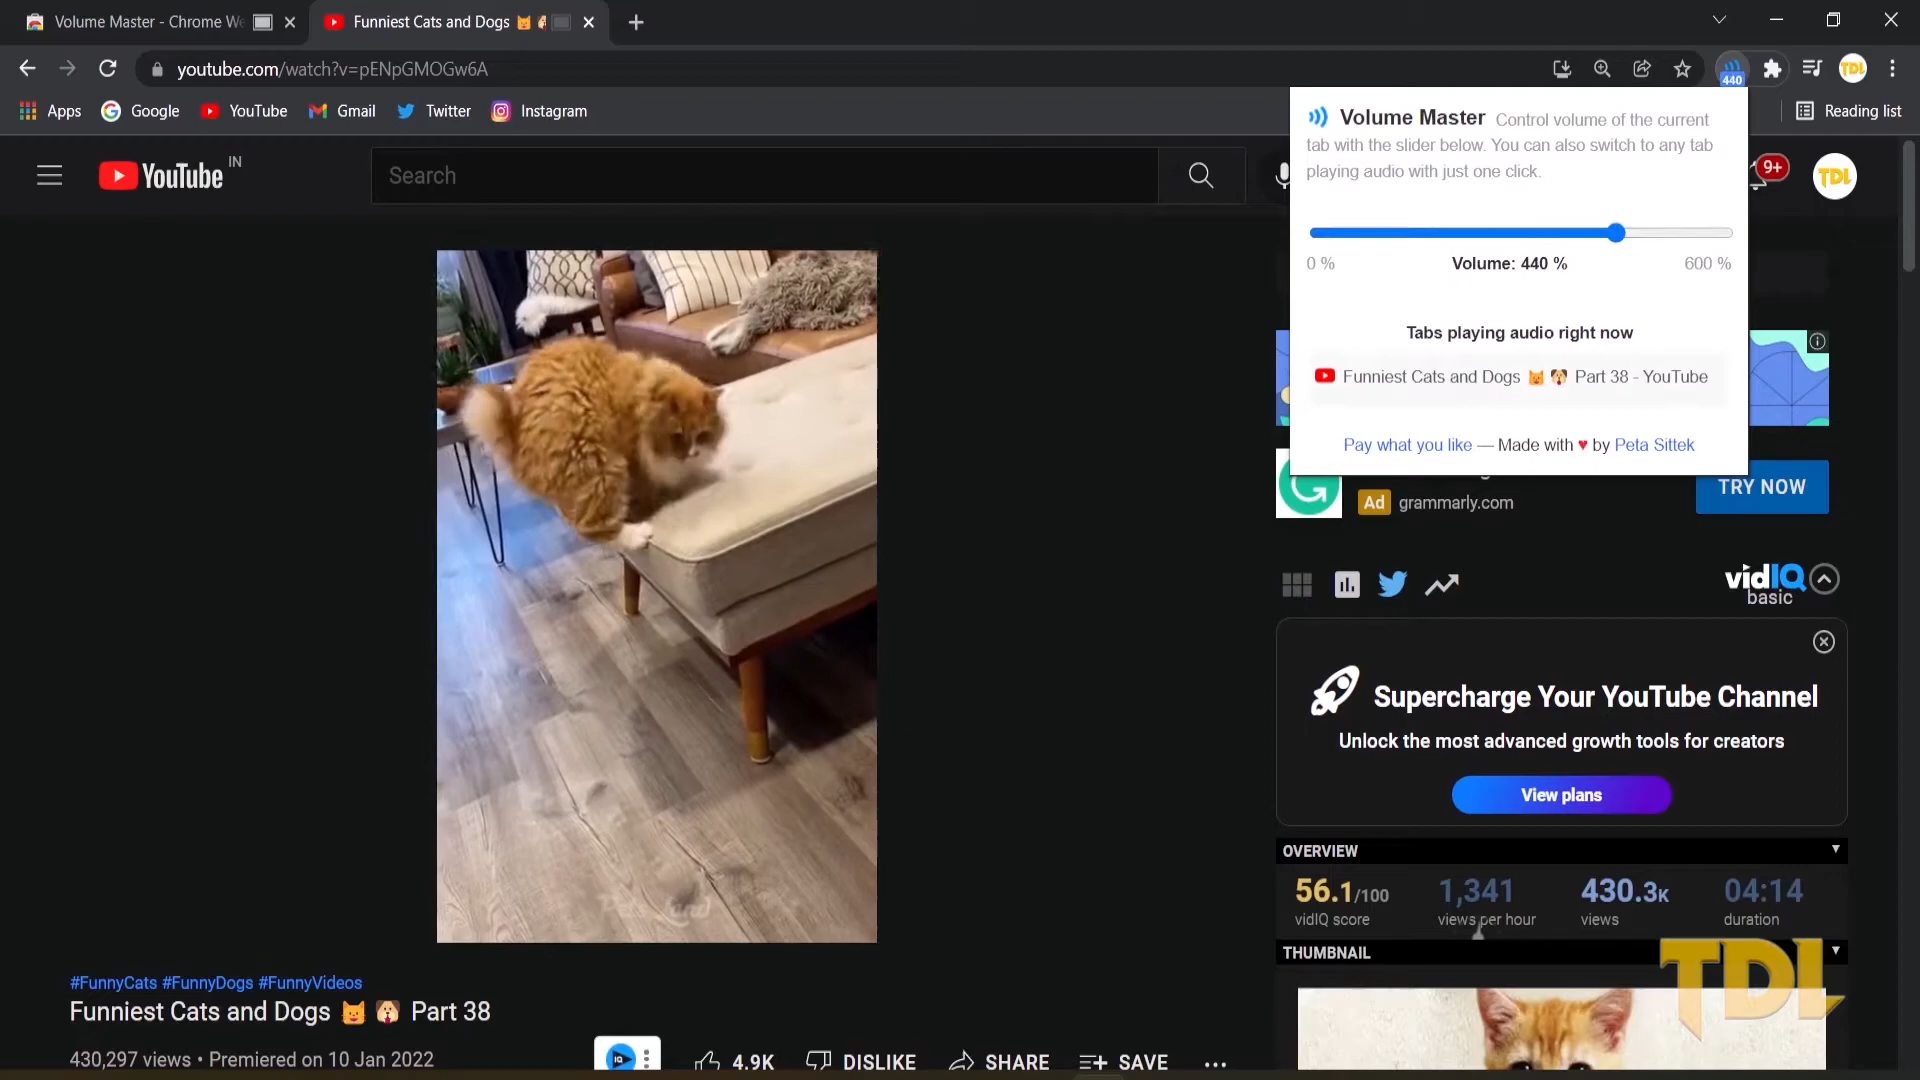 Volume Master - Chrome We
Funniest Cats and Dogs 🐱
youtube.com/watch?v=pENpGMOGw6A
440
TDL
Apps
Google
YouTube
Gmail
Twitter
Instagram
Reading list
YouTube IN
Search
9+
TDL
Volume Master Control volume of the current
tab with the slider below. You can also switch to any tab
playing audio with just one click.
0 %
Volume: 440 %
600 %
Tabs playing audio right now
Funniest Cats and Dogs 🐱 🐶 Part 38 - YouTube
Pay what you like — Made with ♥ by Peta Sittek
Ad grammarly.com
TRY NOW
vidIQ
basic
Supercharge Your YouTube Channel
Unlock the most advanced growth tools for creators
View plans
OVERVIEW
56.1/100
1,341
430.3K
04:14
vidIQ score
views per hour
views
duration
THUMBNAIL
TDL
#FunnyCats #FunnyDogs #FunnyVideos
Funniest Cats and Dogs 🐱 🐶 Part 38
430,297 views • Premiered on 10 Jan 2022
IQ
4.9K
DISLIKE
SHARE
SAVE